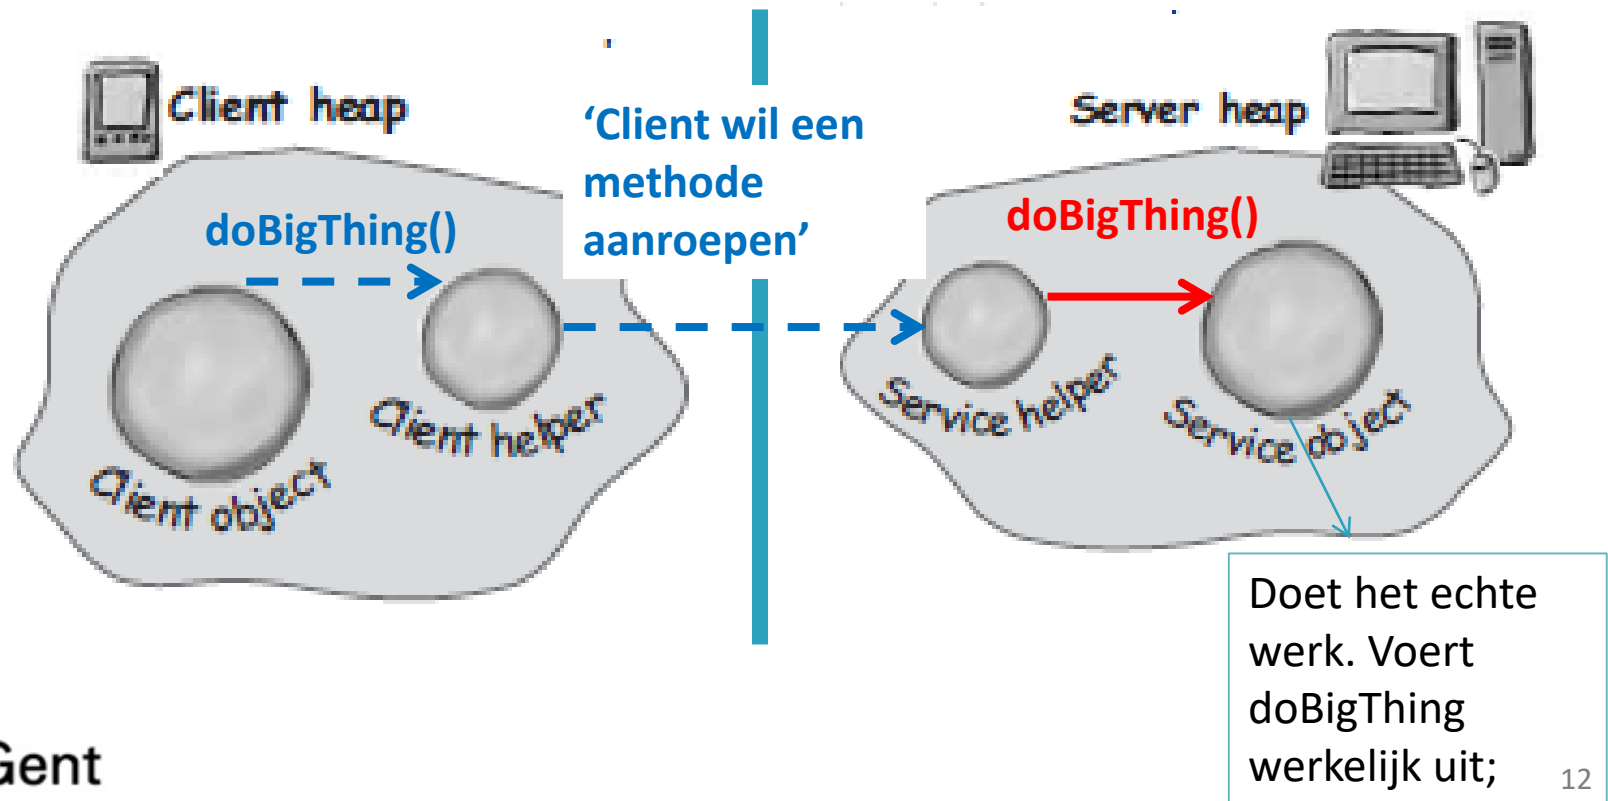 Client heap
Server heap
‘Client wil een
methode
aanroepen’
doBigThing()
doBigThing()
Client object
Client helper
Service helper
Service object
Doet het echte
werk. Voert
doBigThing
werkelijk uit;
Gent
12